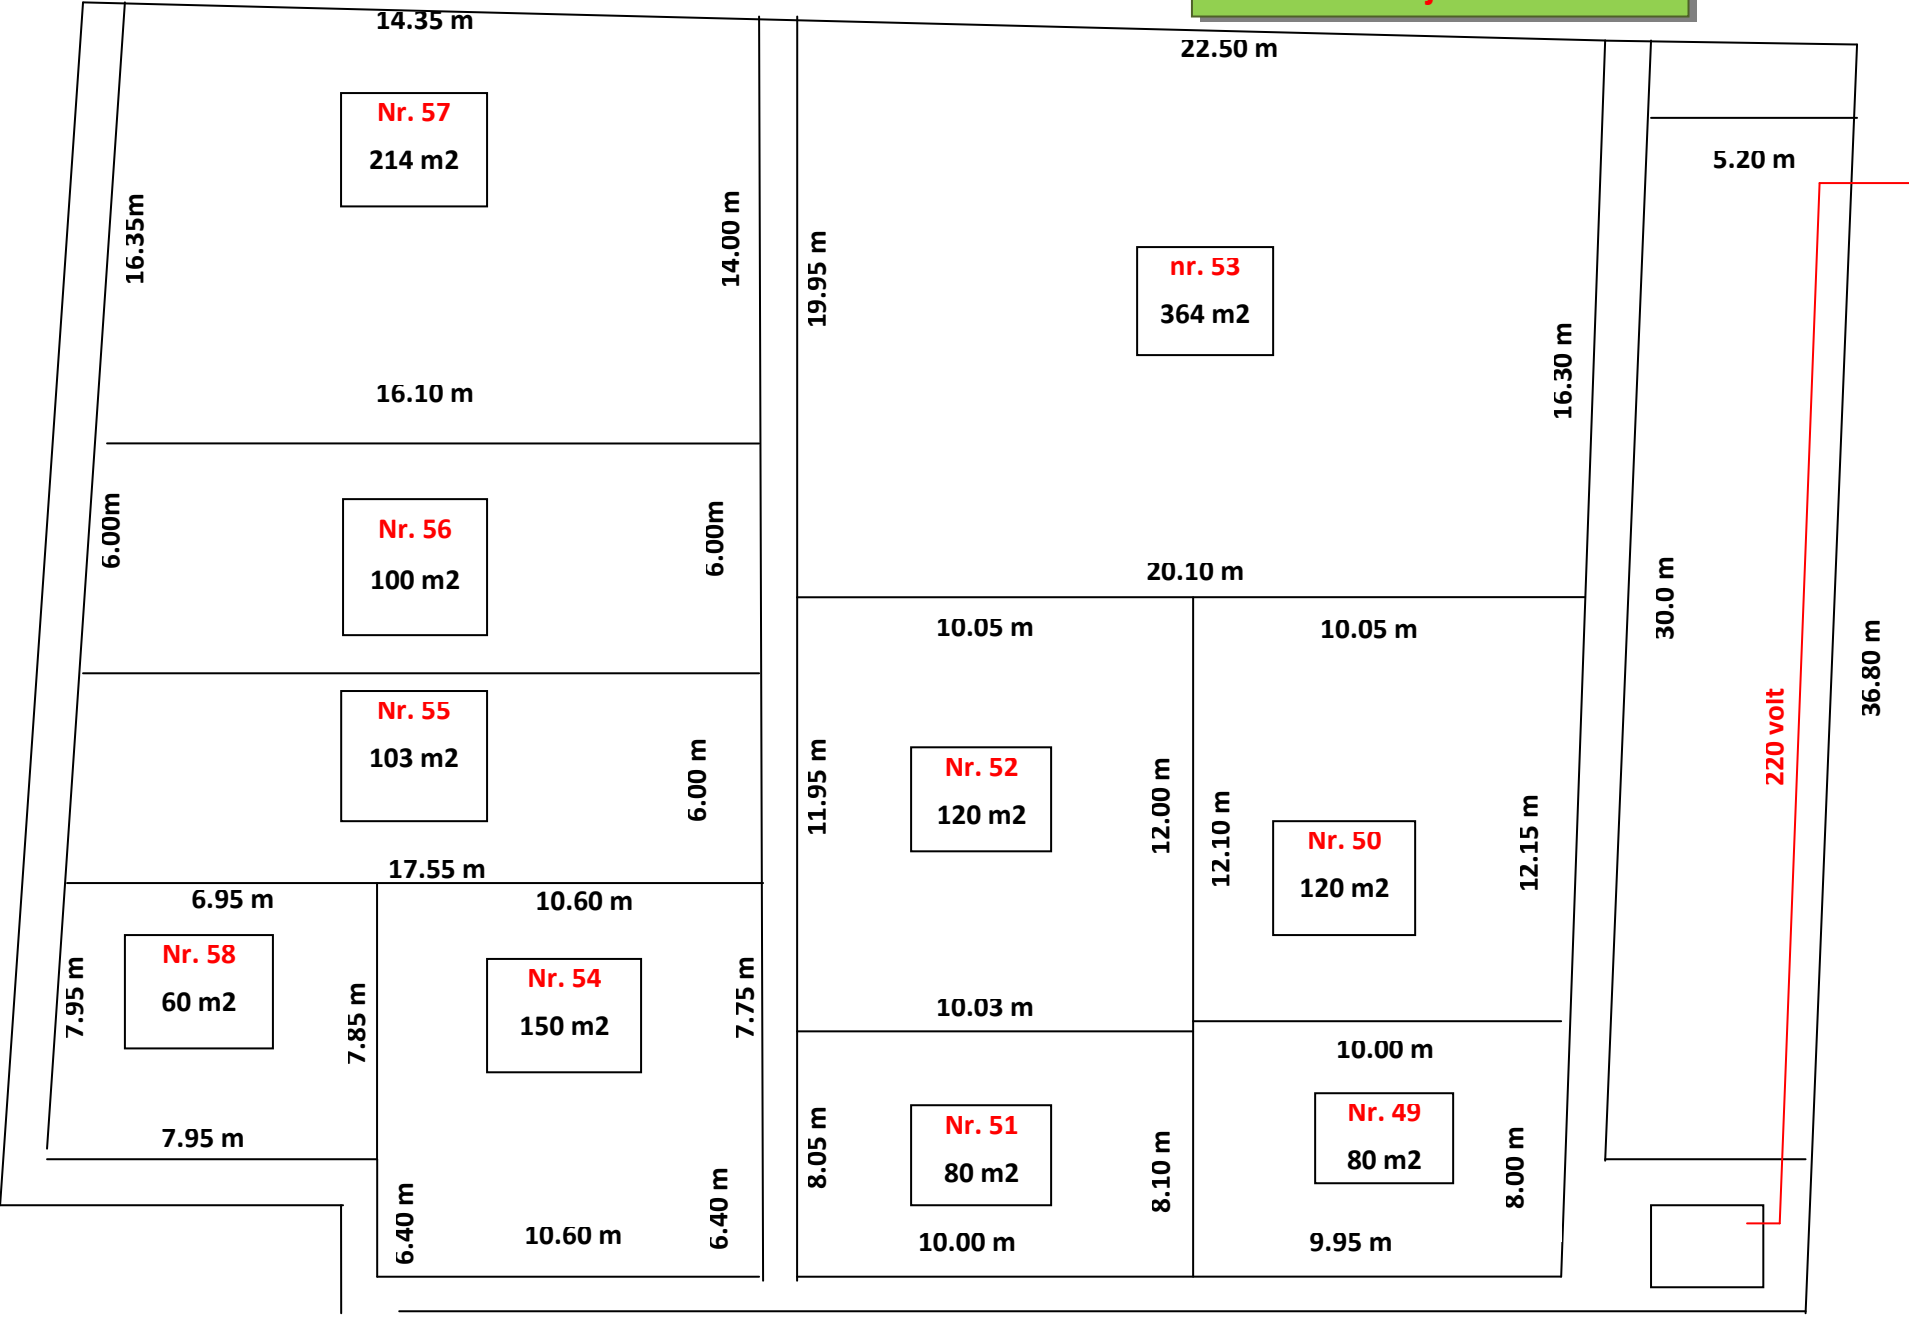 14.35 m
22.50 m
Nr. 57
214 m2
5.20 m
16.35m
14.00 m
19.95 m
nr. 53
364 m2
16.30 m
16.10 m
6.00m
Nr. 56
100 m2
6.00m
20.10 m
10.05 m
10.05 m
30.0 m
36.80 m
220 volt
Nr. 55
103 m2
6.00 m
11.95 m
Nr. 52
120 m2
12.00 m
12.10 m
Nr. 50
120 m2
12.15 m
17.55 m
6.95 m
10.60 m
7.95 m
Nr. 58
60 m2
7.85 m
Nr. 54
150 m2
7.75 m
10.03 m
10.00 m
7.95 m
8.05 m
Nr. 51
80 m2
8.10 m
Nr. 49
80 m2
8.00 m
6.40 m
10.60 m
6.40 m
10.00 m
9.95 m